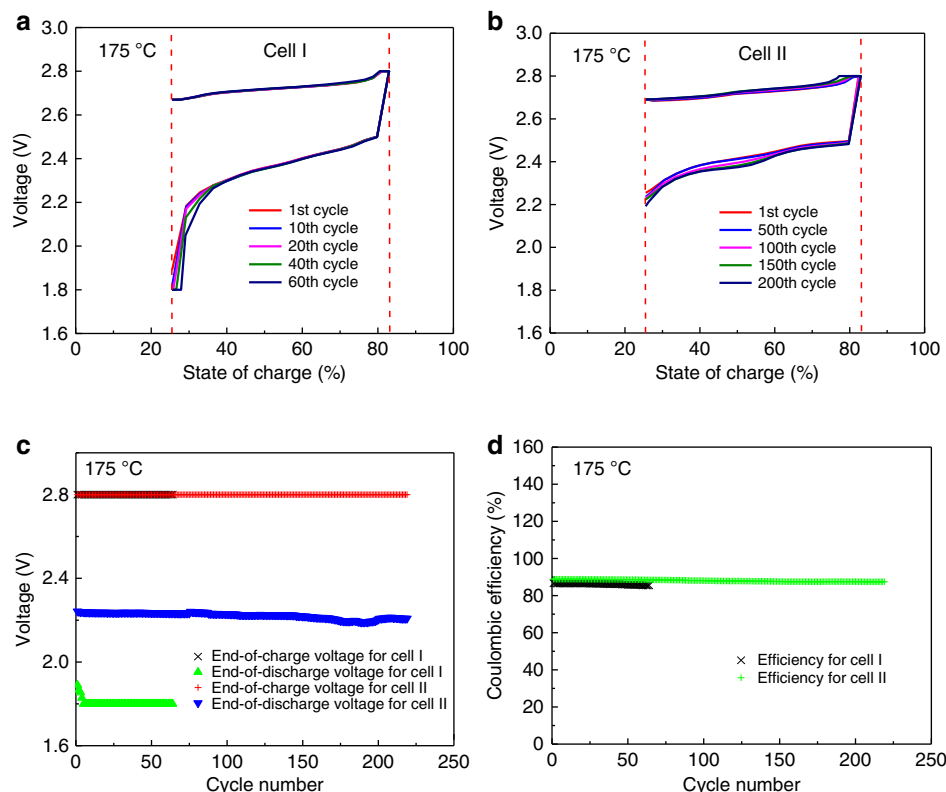 a
175 °C
Cell I
3.0
2.8
2.6
2.4
2.2
2.0
1.8
1.6
Voltage (V)
1st cycle
10th cycle
20th cycle
40th cycle
60th cycle
0 20 40 60 80 100
State of charge (%)
b
175 °C
Cell II
3.0
2.8
2.6
2.4
2.2
2.0
1.8
1.6
Voltage (V)
1st cycle
50th cycle
100th cycle
150th cycle
200th cycle
0 20 40 60 80 100
State of charge (%)
c
175 °C
2.8
2.4
2.0
1.6
Voltage (V)
End-of-charge voltage for cell I
End-of-discharge voltage for cell I
End-of-charge voltage for cell II
End-of-discharge voltage for cell II
0 50 100 150 200 250
Cycle number
d
175 °C
160
140
120
100
80
60
40
20
0
Coulombic efficiency (%)
Efficiency for cell I
Efficiency for cell II
0 50 100 150 200 250
Cycle number